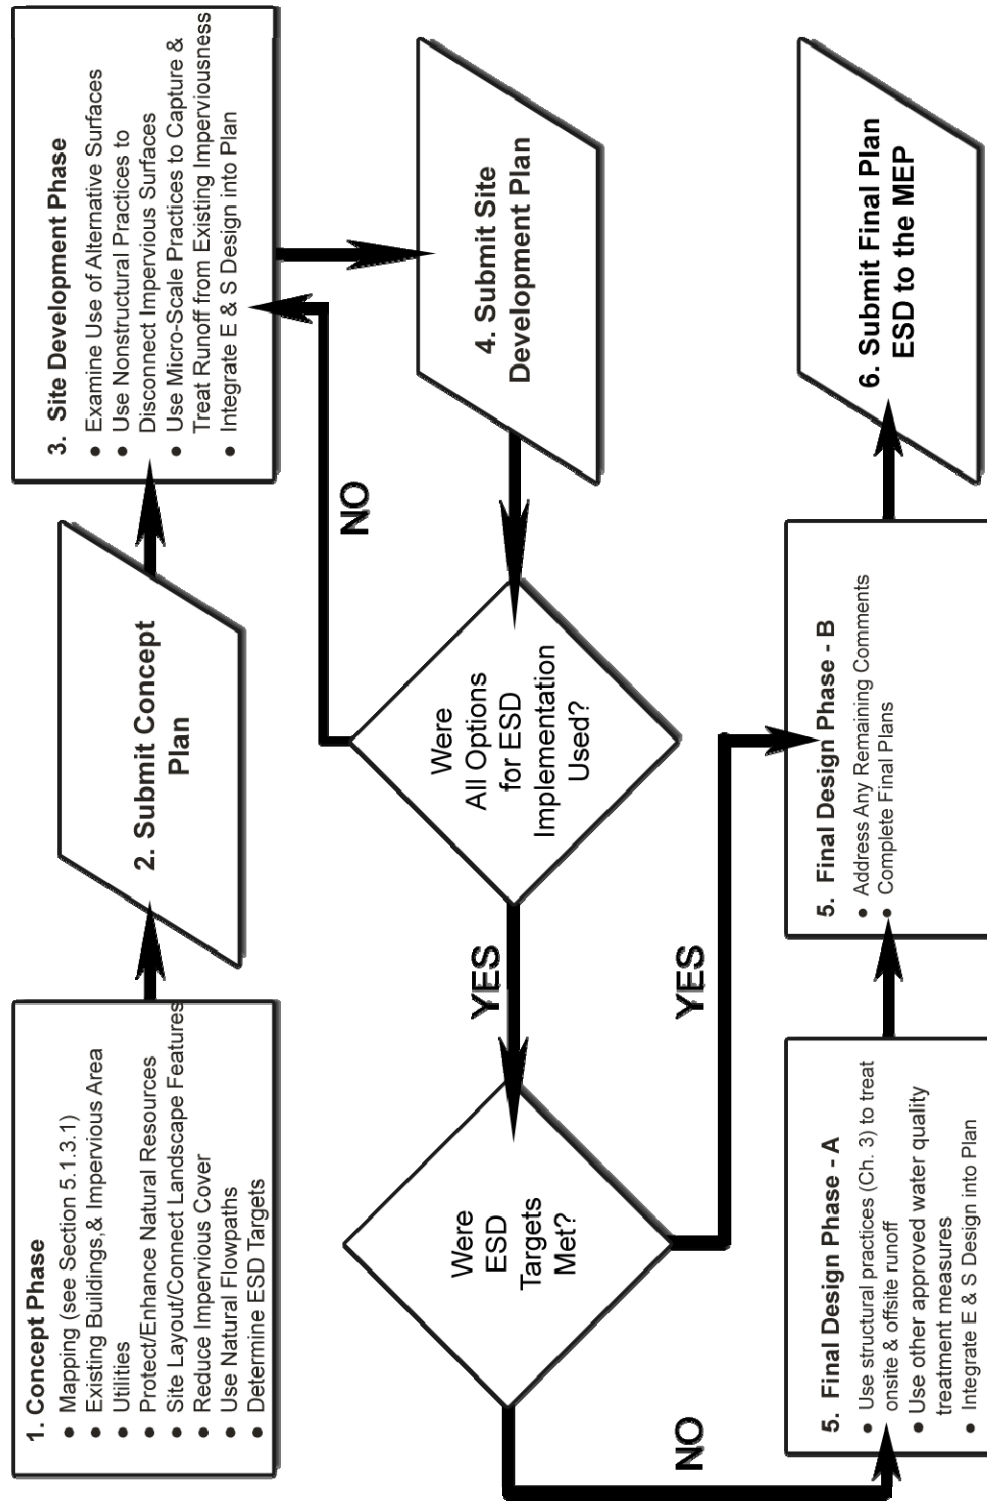 1. Concept Phase
● Mapping (see Section 5.1.3.1)
● Existing Buildings,& Impervious Area
● Utilities
● Protect/Enhance Natural Resources
● Site Layout/Connect Landscape Features
● Reduce Impervious Cover
● Use Natural Flowpaths
● Determine ESD Targets
2. Submit Concept
Plan
3. Site Development Phase
● Examine Use of Alternative Surfaces
● Use Nonstructural Practices to
Disconnect Impervious Surfaces
● Use Micro-Scale Practices to Capture &
Treat Runoff from Existing Imperviousness
● Integrate E & S Design into Plan
4. Submit Site
Development Plan
Were
All Options
for ESD
Implementation
Used?
NO
YES
Were
ESD
Targets
Met?
YES
NO
5. Final Design Phase - A
● Use structural practices (Ch. 3) to treat
onsite & offsite runoff
● Use other approved water quality
treatment measures
● Integrate E & S Design into Plan
5. Final Design Phase - B
● Address Any Remaining Comments
● Complete Final Plans
6. Submit Final Plan
ESD to the MEP